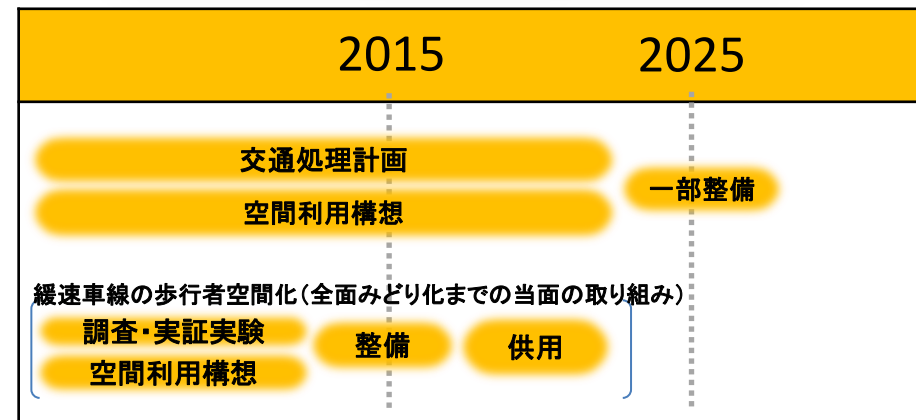 2015 2025
交通処理計画
空間利用構想
一部整備
緩速車線の歩行者空間化(全面みどり化までの当面の取り組み)
調査・実証実験
空間利用構想
整備
供用